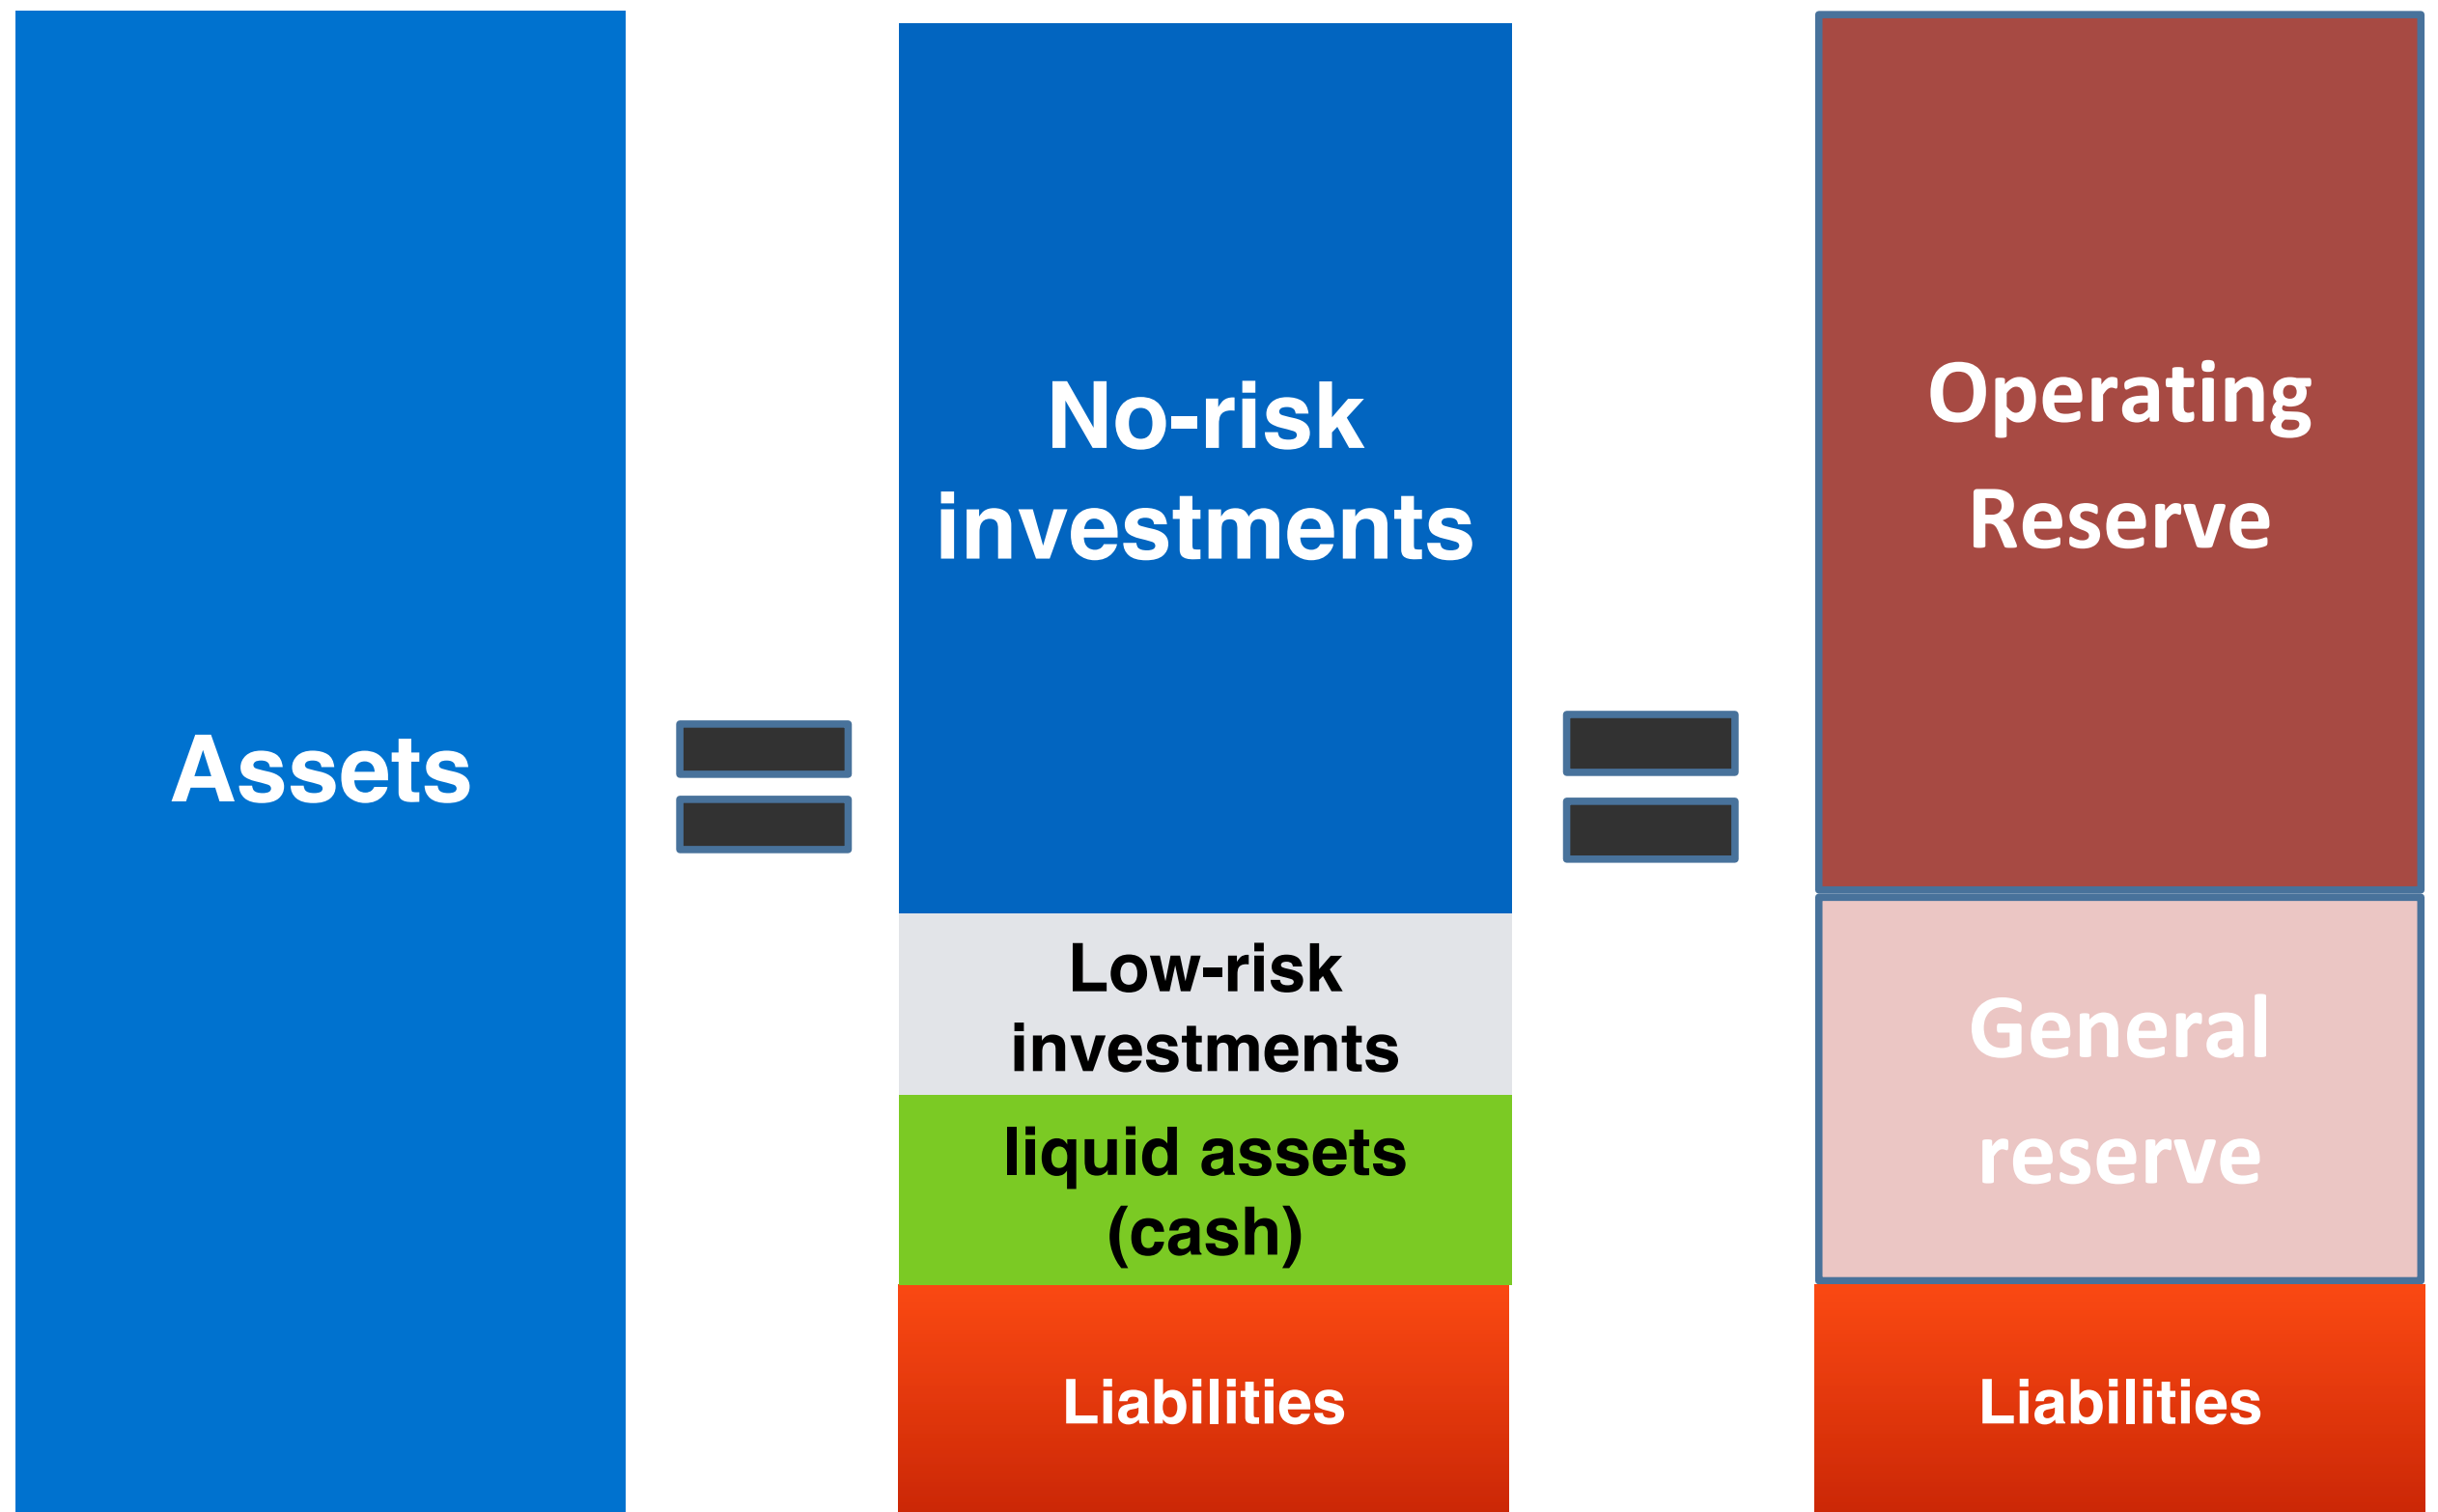 Assets
No-risk
investments
Low-risk
investments
liquid assets
(cash)
Liabilities
Operating
Reserve
General
reserve
Liabilities